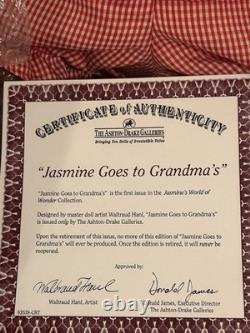 CERTIFICATE of AUTHENTICITY
THE ASHTON-DRAKE GALLERIES
Bringing You Dolls of Irresistible Value
"Jasmine Goes to Grandma's"
"Jasmine Goes to Grandma's" is the first issue in the Jasmine's World of
Wonder Collection.
Designed by master doll artist Waltraud Hanl, "Jasmine Goes to Grandma's"
is issued only by The Ashton-Drake Galleries.
Upon the retirement of this issue, no more of this edition of "Jasmine Goes to
Grandma's" will ever be produced. Once the edition is retired, it will never be
reopened.
Approved by:
Waltraud Hanl
Donald James
Waltraud Hanl, Artist
Donald James, Executive Director
The Ashton-Drake Galleries
93539-CRT